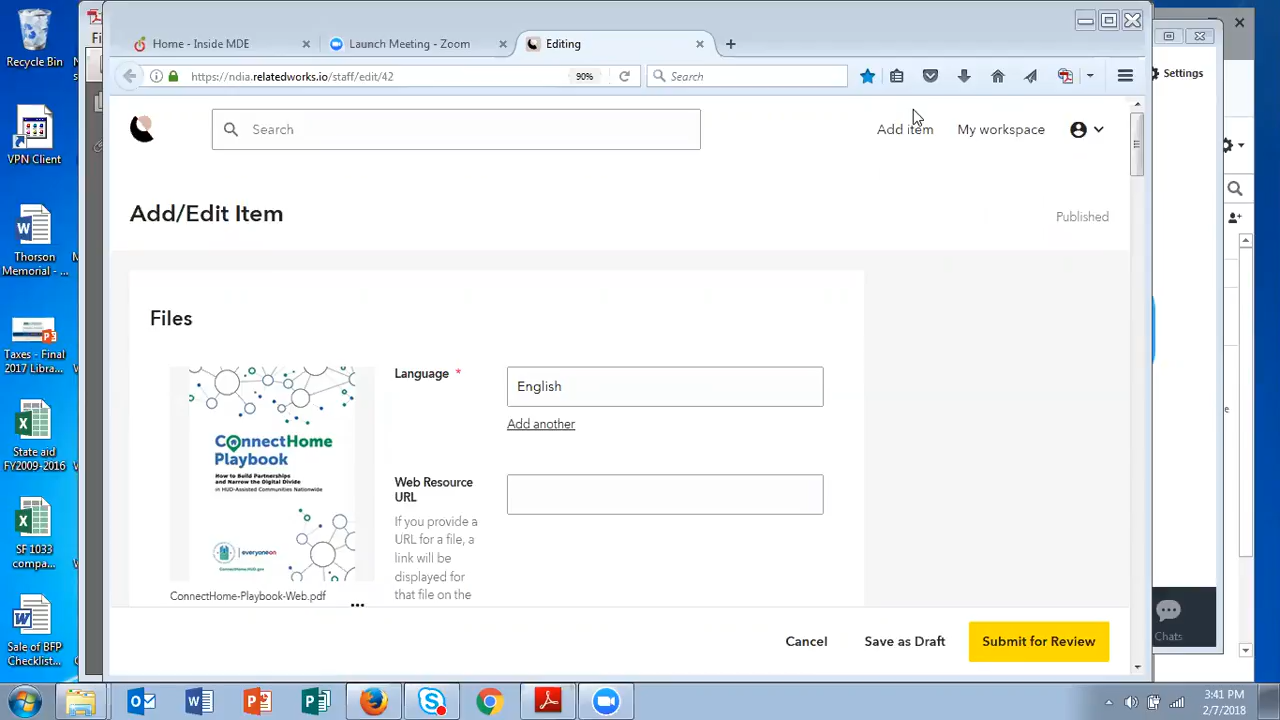 Recycle Bin
VPN Client
Thorson
Memorial - ...
Taxes - Final
2017 Libra...
State aid
FY2009-2016
SF 1033
compa...
Sale of BFP
Checklist...
Home - Inside MDE
Launch Meeting - Zoom
Editing
https://ndia.relatedworks.io/staff/edit/42
90%
Search
Settings
Search
Add item
My workspace
Add/Edit Item
Published
Files
Language *
English
Add another
ConnectHome
Playbook
How to Build Partnerships
and Narrow the Digital Divide
in HUD-Assisted Communities Nationwide
everyoneon
ConnectHome.HUD.gov
ConnectHome-Playbook-Web.pdf
...
Web Resource
URL
If you provide a
URL for a file, a
link will be
displayed for
that file on the
Cancel
Save as Draft
Submit for Review
Chats
3:41 PM
2/7/2018